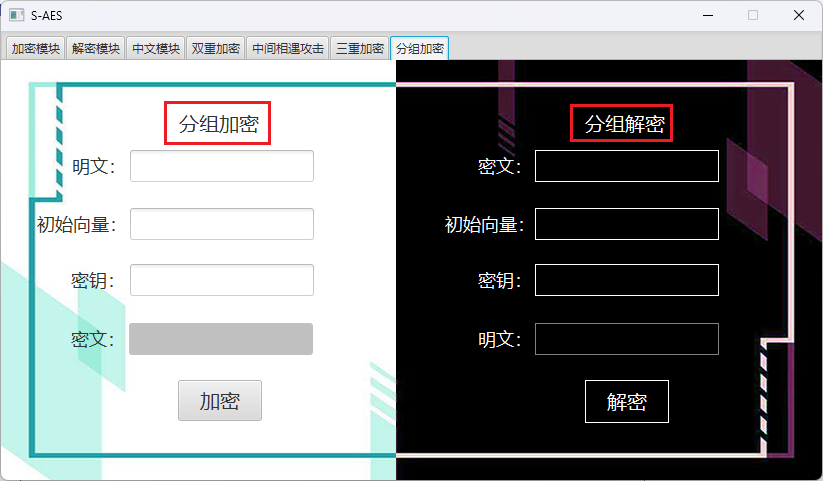 S-AES
加密模块 解密模块 中文模块 双重加密 中间相遇攻击 三重加密 分组加密
分组加密
明文：
初始向量：
密钥：
密文：
加密
分组解密
密文：
初始向量：
密钥：
明文：
解密